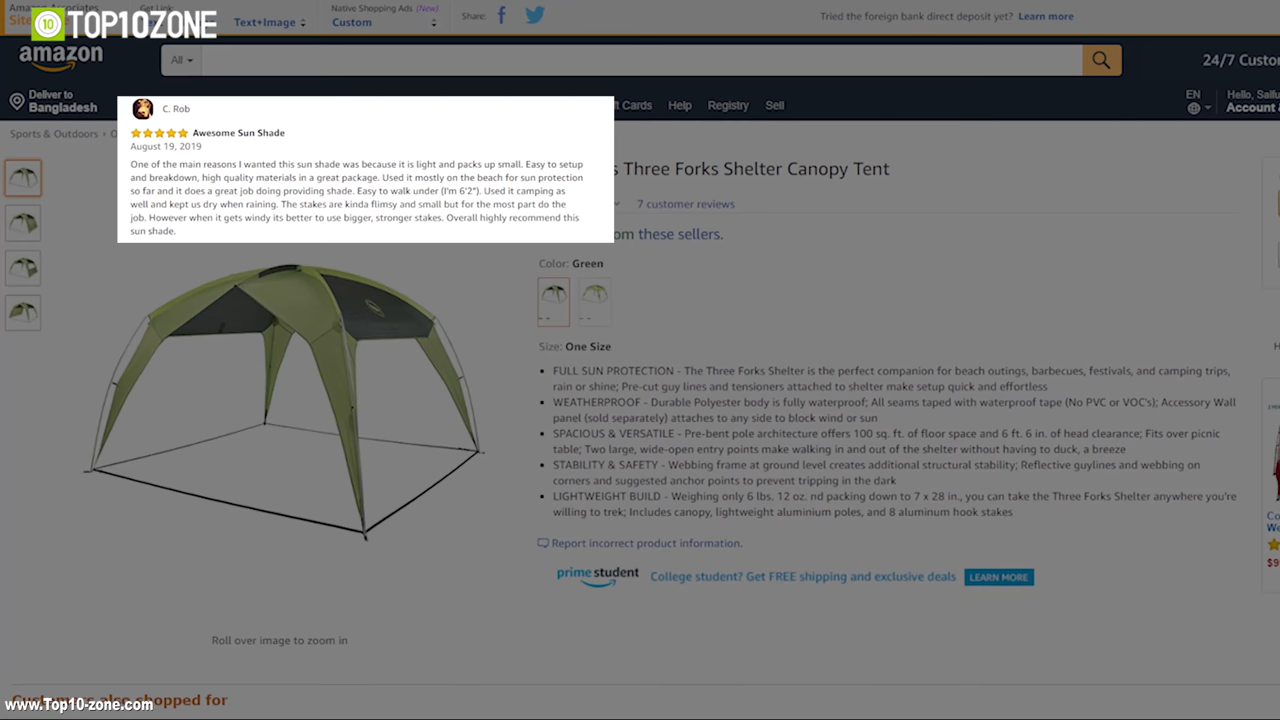 Amazon Associates
Get Link:
Native Shopping Ads (New)
Site
Text+Image
Custom
Share:
Tried the foreign bank direct deposit yet? Learn more
10 TOP10ZONE
amazon
All
24/7 Custo
Deliver to
Bangladesh
ft Cards Help Registry Sell
EN
Hello, Saifu
Account &
Sports & Outdoors › O
C. Rob
Awesome Sun Shade
August 19, 2019
One of the main reasons I wanted this sun shade was because it is light and packs up small. Easy to setup
and breakdown, high quality materials in a great package. Used it mostly on the beach for sun protection
so far and it does a great job doing providing shade. Easy to walk under (I'm 6'2"). Used it camping as
well and kept us dry when raining. The stakes are kinda flimsy and small but for the most part do the
job. However when it gets windy its better to use bigger, stronger stakes. Overall highly recommend this
sun shade.
s Three Forks Shelter Canopy Tent
7 customer reviews
om these sellers.
Color: Green
Size: One Size
• FULL SUN PROTECTION - The Three Forks Shelter is the perfect companion for beach outings, barbecues, festivals, and camping trips,
rain or shine; Pre-cut guy lines and tensioners attached to shelter make setup quick and effortless
• WEATHERPROOF - Durable Polyester body is fully waterproof; All seams taped with waterproof tape (No PVC or VOC's); Accessory Wall
panel (sold separately) attaches to any side to block wind or sun
• SPACIOUS & VERSATILE - Pre-bent pole architecture offers 100 sq. ft. of floor space and 6 ft. 6 in. of head clearance; Fits over picnic
table; Two large, wide-open entry points make walking in and out of the shelter without having to duck, a breeze
• STABILITY & SAFETY - Webbing frame at ground level creates additional structural stability; Reflective guylines and webbing on
corners and suggested anchor points to prevent tripping in the dark
• LIGHTWEIGHT BUILD - Weighing only 6 lbs. 12 oz. nd packing down to 7 x 28 in., you can take the Three Forks Shelter anywhere you're
willing to trek; Includes canopy, lightweight aluminium poles, and 8 aluminum hook stakes
Report incorrect product information.
prime student College student? Get FREE shipping and exclusive deals LEARN MORE
H
Co
We
$9
Roll over image to zoom in
Customers also shopped for
www.Top10-zone.com